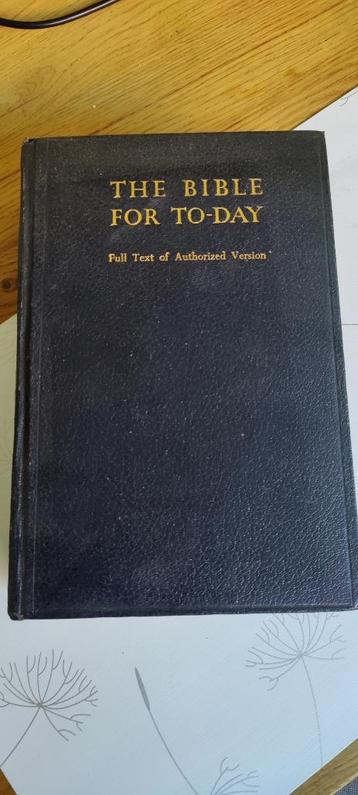 THE BIBLE
FOR TO-DAY
Full Text of Authorized Version